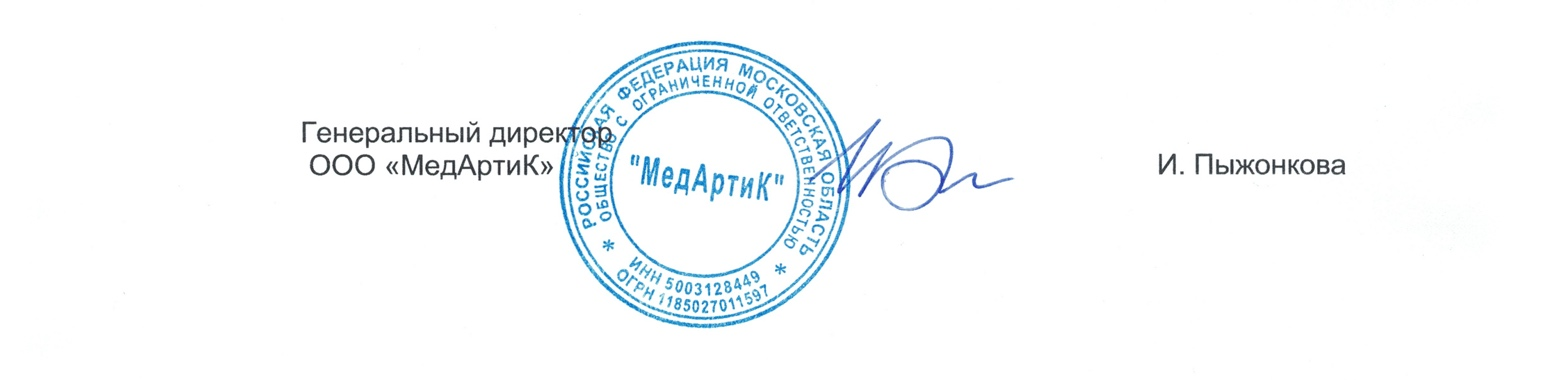 Генеральный директор
ООО «МедАртиК»
РОССИЙСКАЯ ФЕДЕРАЦИЯ МОСКОВСКАЯ ОБЛАСТЬ
ОБЩЕСТВО С ОГРАНИЧЕННОЙ ОТВЕТСТВЕННОСТЬЮ
"МедАртиК"
* ИНН 5003128449 *
ОГРН 1185027011597
И. Пыжонкова